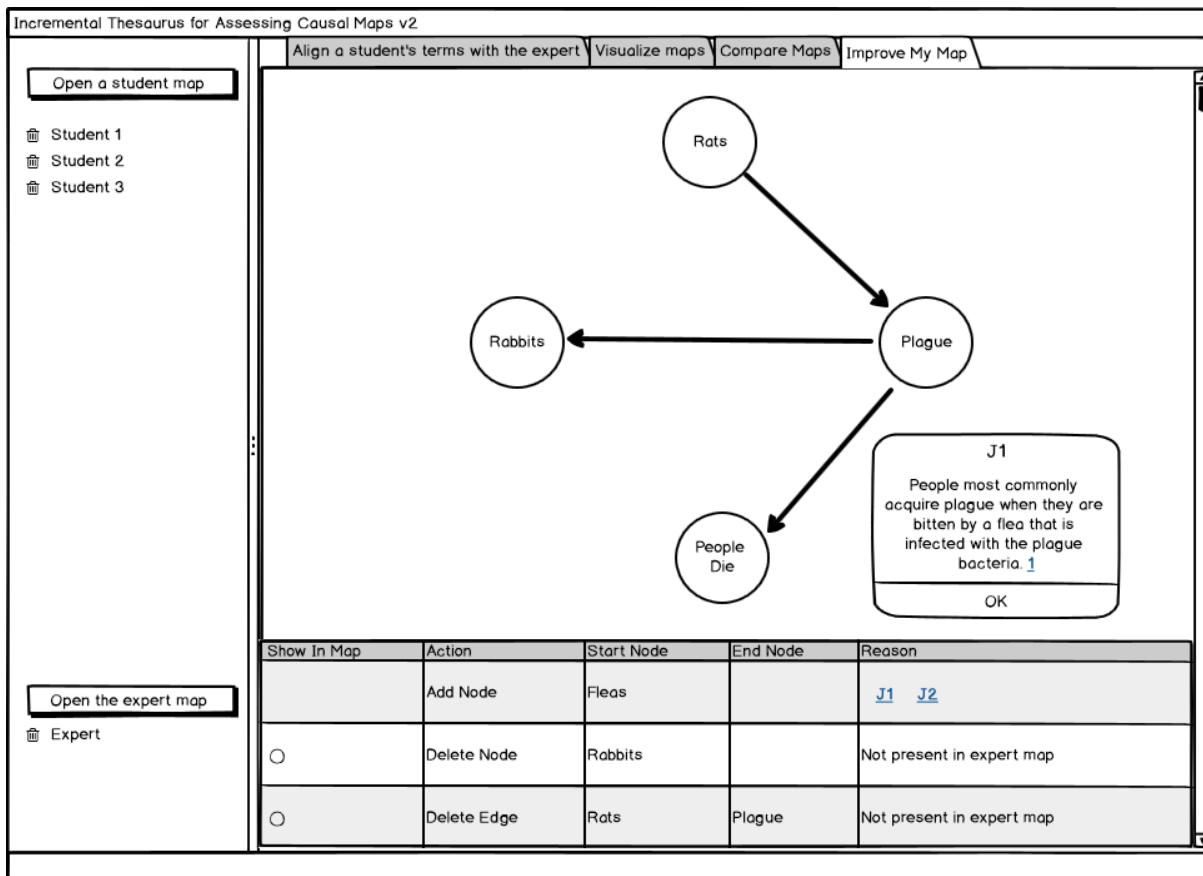 Incremental Thesaurus for Assessing Causal Maps v2
Align a student's terms with the expert
Visualize maps
Compare Maps
Improve My Map
Open a student map
Student 1
Student 2
Student 3
Open the expert map
Expert
Rats
Rabbits
Plague
People
Die
J1
People most commonly
acquire plague when they are
bitten by a flea that is
infected with the plague
bacteria. 1
OK
Show In Map Action Start Node End Node Reason
Add Node Fleas J1 J2
Delete Node Rabbits Not present in expert map
Delete Edge Rats Plague Not present in expert map